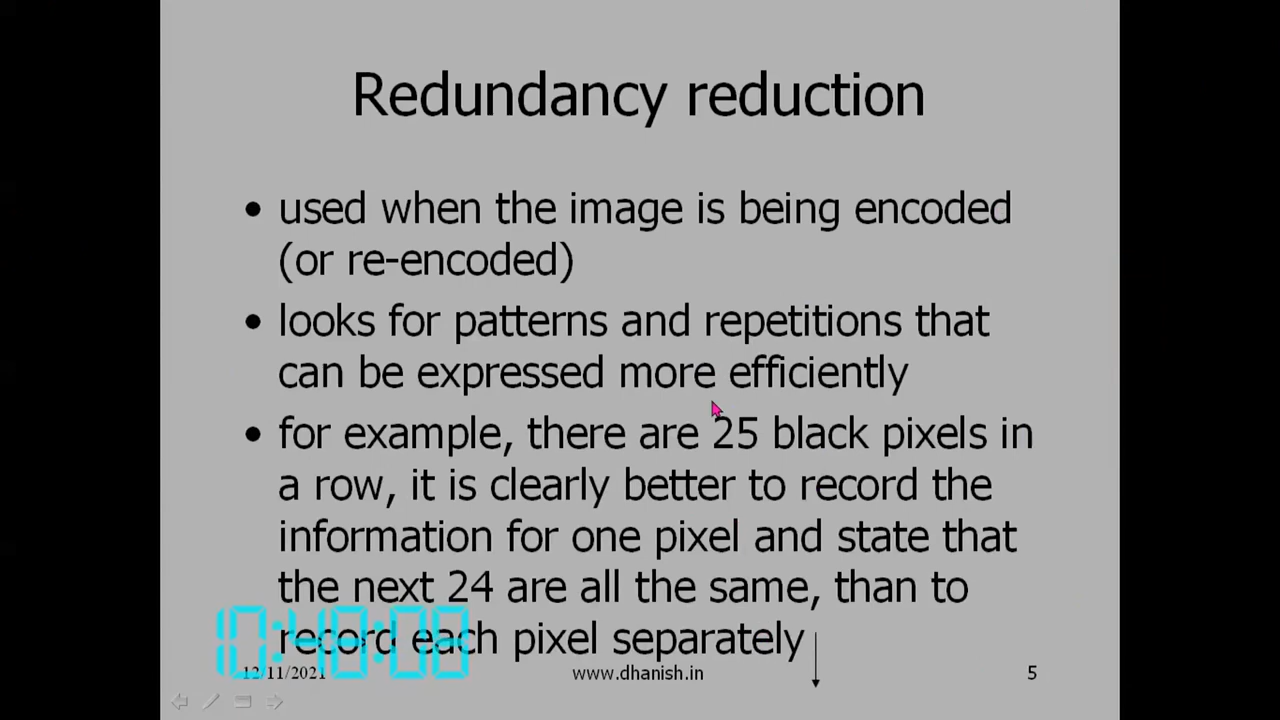 Redundancy reduction
• used when the image is being encoded
(or re-encoded)
• looks for patterns and repetitions that
can be expressed more efficiently
• for example, there are 25 black pixels in
a row, it is clearly better to record the
information for one pixel and state that
the next 24 are all the same, than to
record each pixel separately
10:48:08
12/11/2021 www.dhanish.in 5